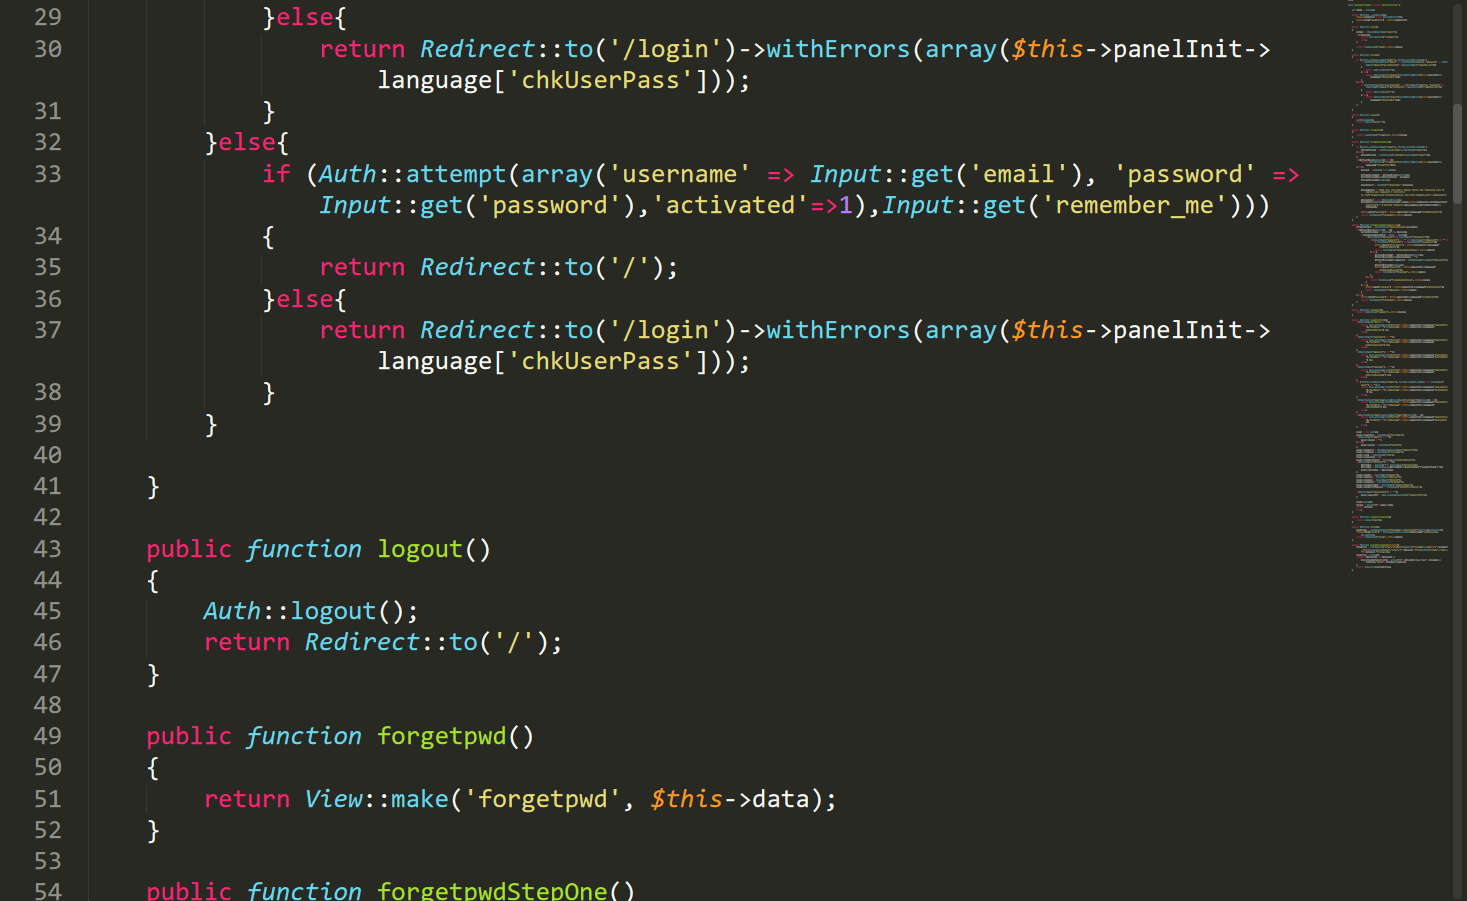 29 }else{
30 return Redirect::to('/login')->withErrors(array($this->panelInit->
language['chkUserPass']));
31 }
32 }else{
33 if (Auth::attempt(array('username' => Input::get('email'), 'password' =>
Input::get('password'),'activated'=>1),Input::get('remember_me')))
34 {
35 return Redirect::to('/');
36 }else{
37 return Redirect::to('/login')->withErrors(array($this->panelInit->
language['chkUserPass']));
38 }
39 }
40
41 }
42
43 public function logout()
44 {
45 Auth::logout();
46 return Redirect::to('/');
47 }
48
49 public function forgetpwd()
50 {
51 return View::make('forgetpwd', $this->data);
52 }
53
54 public function forgetpwdStepOne()